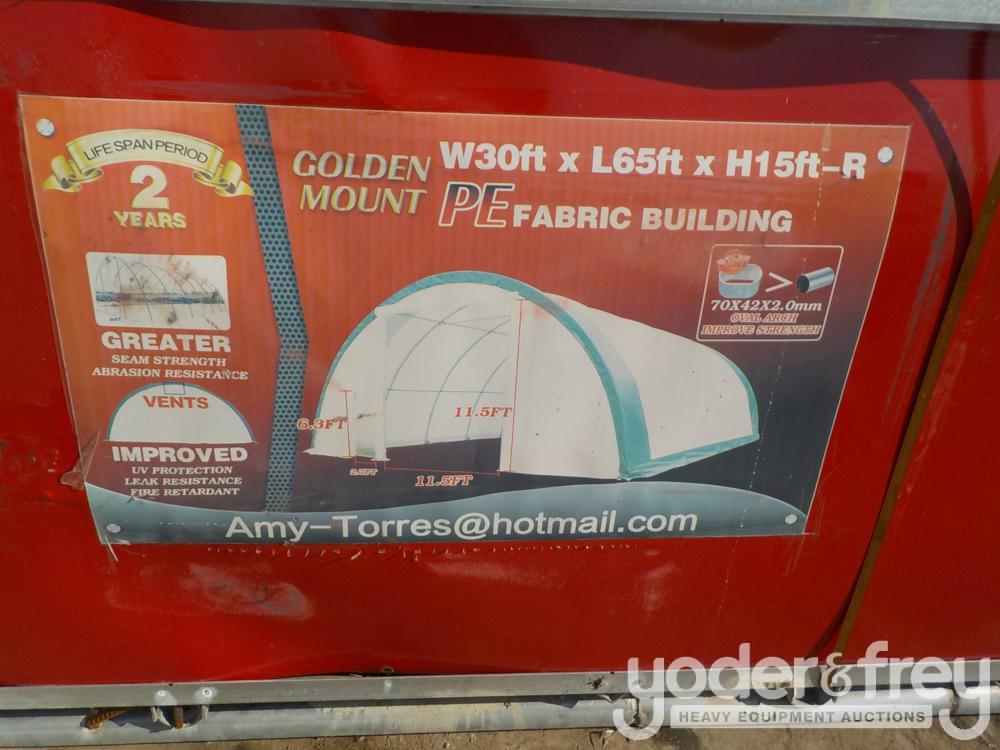 LIFE SPAN PERIOD
2
YEARS
GOLDEN
MOUNT
W30ft x L65ft x H15ft-R
PE FABRIC BUILDING
70X42X2.0mm
OVAL ARCH
IMPROVE STRENGTH
GREATER
SEAM STRENGTH
ABRASION RESISTANCE
VENTS
IMPROVED
UV PROTECTION
LEAK RESISTANCE
FIRE RETARDANT
6.3FT
2.7FT
11.5FT
11.5FT
Amy-Torres@hotmail.com
yoder&frey
HEAVY EQUIPMENT AUCTIONS